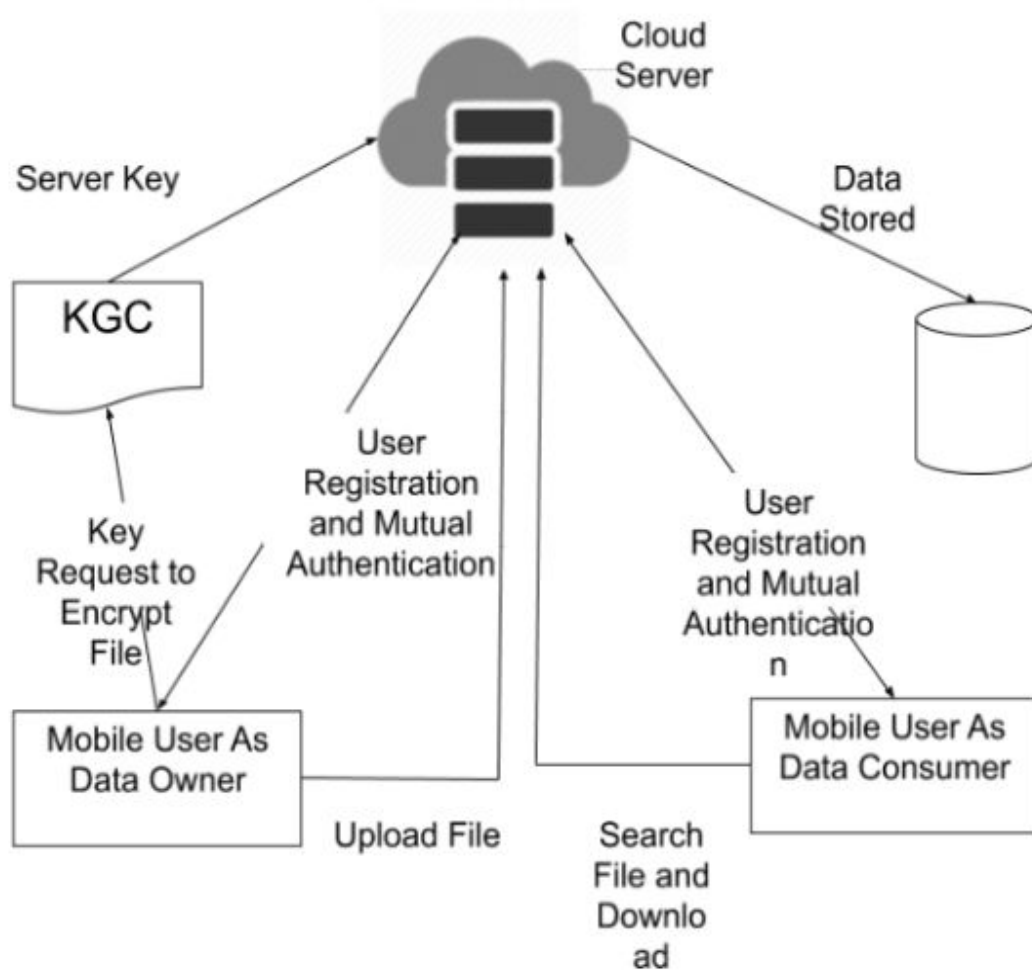 Cloud
Server
Server Key
Data
Stored
KGC
User
Registration
and Mutual
Authentication
User
Registration
and Mutual
Authenticatio
n
Key
Request to
Encrypt
File
Mobile User As
Data Owner
Mobile User As
Data Consumer
Upload File
Search
File and
Downlo
ad